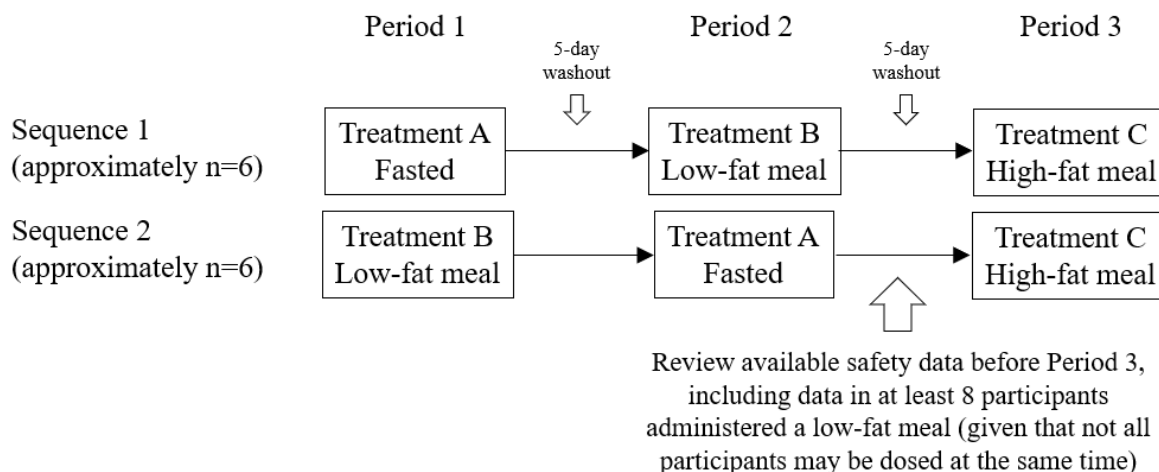 Period 1
Period 2
Period 3
5-day
washout
5-day
washout
Sequence 1
(approximately n=6)
Treatment A
Fasted
Treatment B
Low-fat meal
Treatment C
High-fat meal
Sequence 2
(approximately n=6)
Treatment B
Low-fat meal
Treatment A
Fasted
Treatment C
High-fat meal
Review available safety data before Period 3,
including data in at least 8 participants
administered a low-fat meal (given that not all
participants may be dosed at the same time)